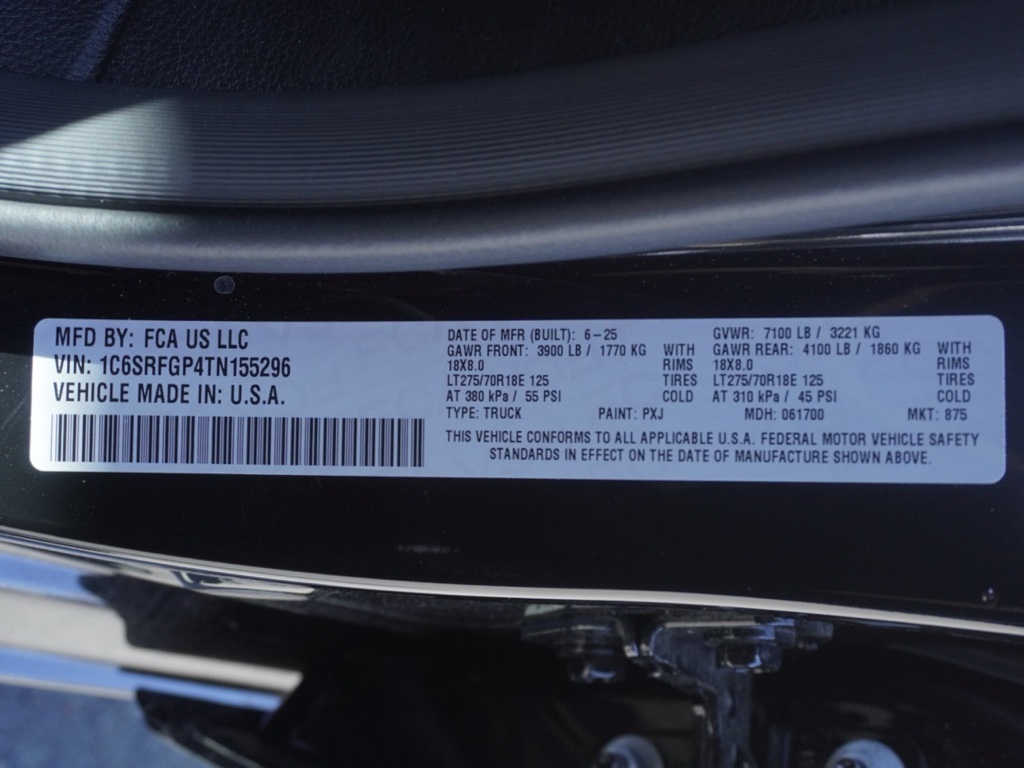 MFD BY: FCA US LLC
VIN: 1C6SRFGP4TN155296
VEHICLE MADE IN: U.S.A.
DATE OF MFR (BUILT): 6-25 GVWR: 7100 LB / 3221 KG
GAWR FRONT: 3900 LB / 1770 KG WITH GAWR REAR: 4100 LB / 1860 KG WITH
18X8.0 RIMS 18X8.0 RIMS
LT275/70R18E 125 TIRES LT275/70R18E 125 TIRES
AT 380 kPa / 55 PSI COLD AT 310 kPa / 45 PSI COLD
TYPE: TRUCK PAINT: PXJ MDH: 061700 MKT: 875
THIS VEHICLE CONFORMS TO ALL APPLICABLE U.S.A. FEDERAL MOTOR VEHICLE SAFETY
STANDARDS IN EFFECT ON THE DATE OF MANUFACTURE SHOWN ABOVE.